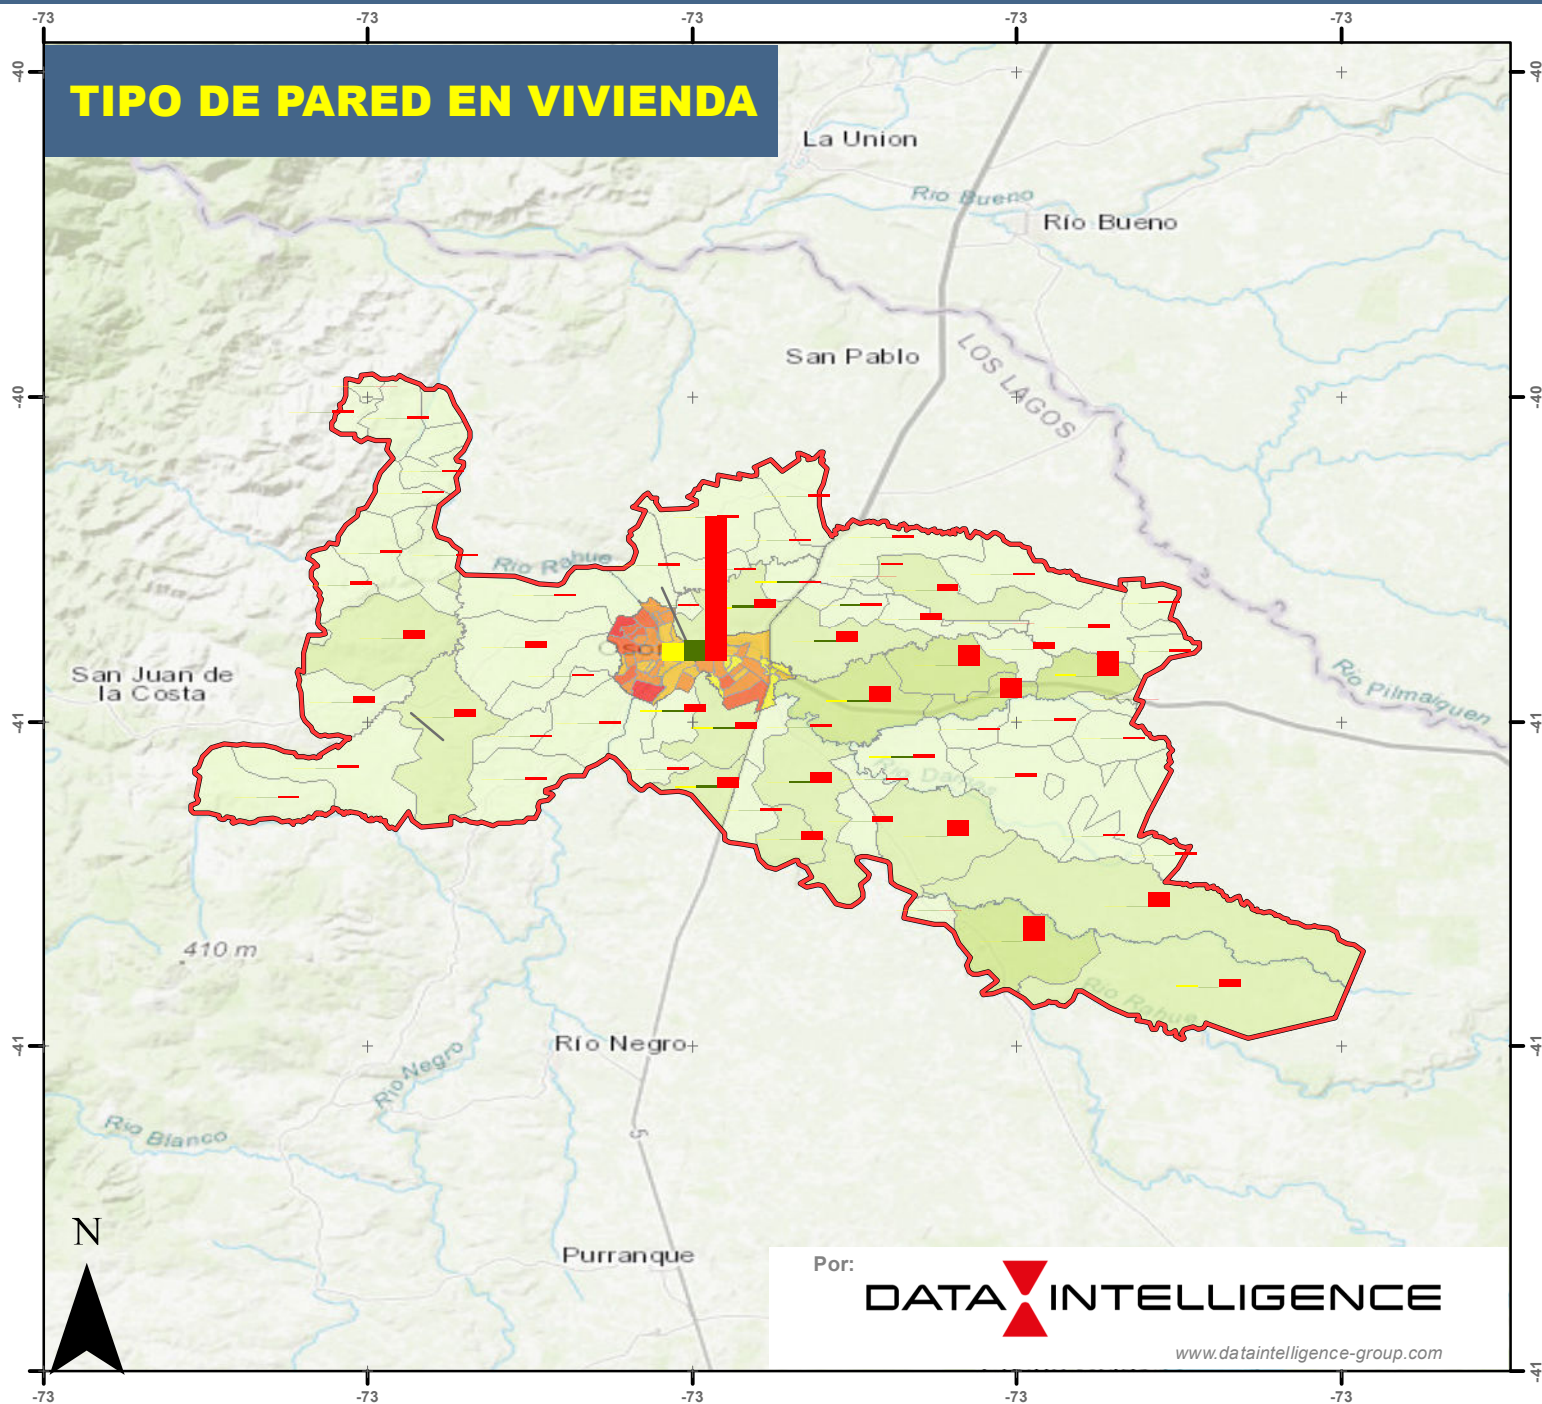 -73 -73 -73 -73 -73
-40 -40
TIPO DE PARED EN VIVIENDA
La Union
Rio Bueno
Río Bueno
San Pablo
LOS LAGOS
-40 -40
Rio Rahue
San Juan de
la Costa
Rio Pilmaiquen
-41 -41
410 m
Rio Rahue
Río Negro
-41 -41
Rio Negro
Rio Blanco
5
N
Purranque
Por:
DATA INTELLIGENCE
www.dataintelligence-group.com
-41
-73 -73 -73 -73 -73